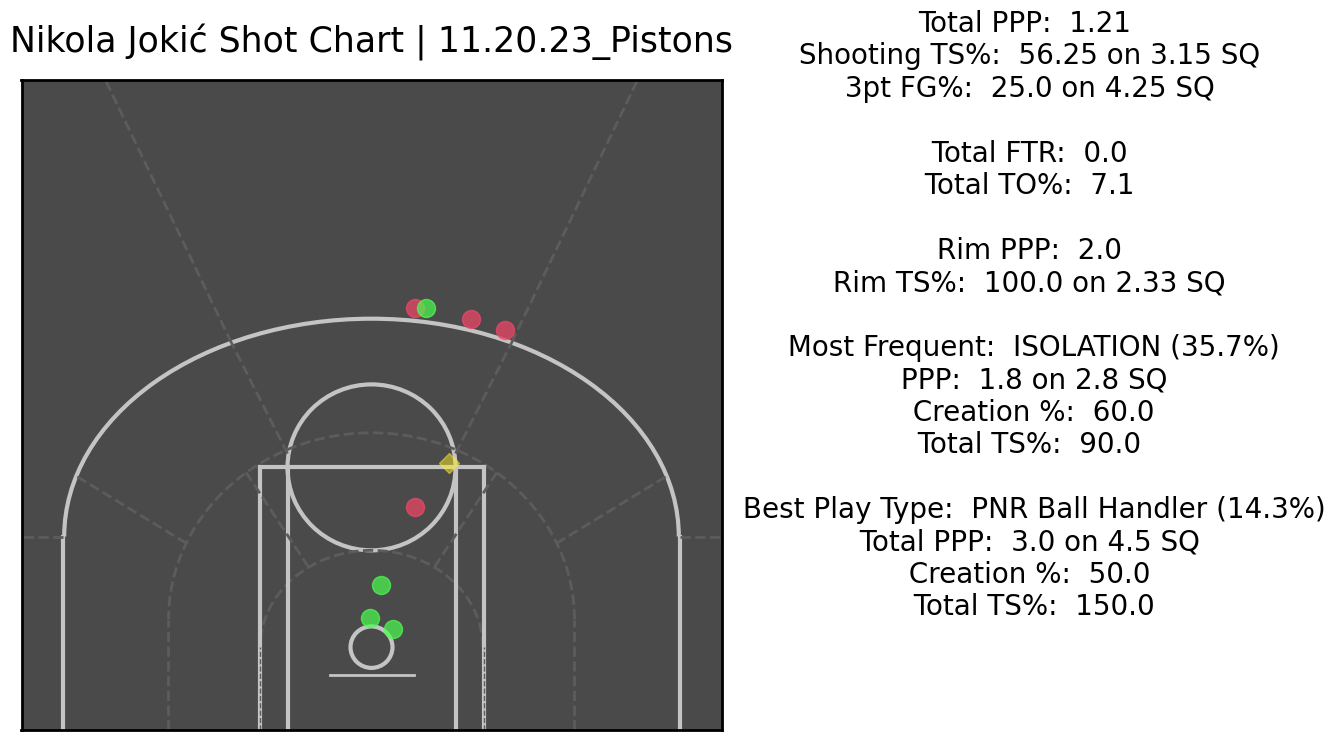 Nikola Jokić Shot Chart | 11.20.23_Pistons
Total PPP: 1.21
Shooting TS%: 56.25 on 3.15 SQ
3pt FG%: 25.0 on 4.25 SQ
Total FTR: 0.0
Total TO%: 7.1
Rim PPP: 2.0
Rim TS%: 100.0 on 2.33 SQ
Most Frequent: ISOLATION (35.7%)
PPP: 1.8 on 2.8 SQ
Creation %: 60.0
Total TS%: 90.0
Best Play Type: PNR Ball Handler (14.3%)
Total PPP: 3.0 on 4.5 SQ
Creation %: 50.0
Total TS%: 150.0